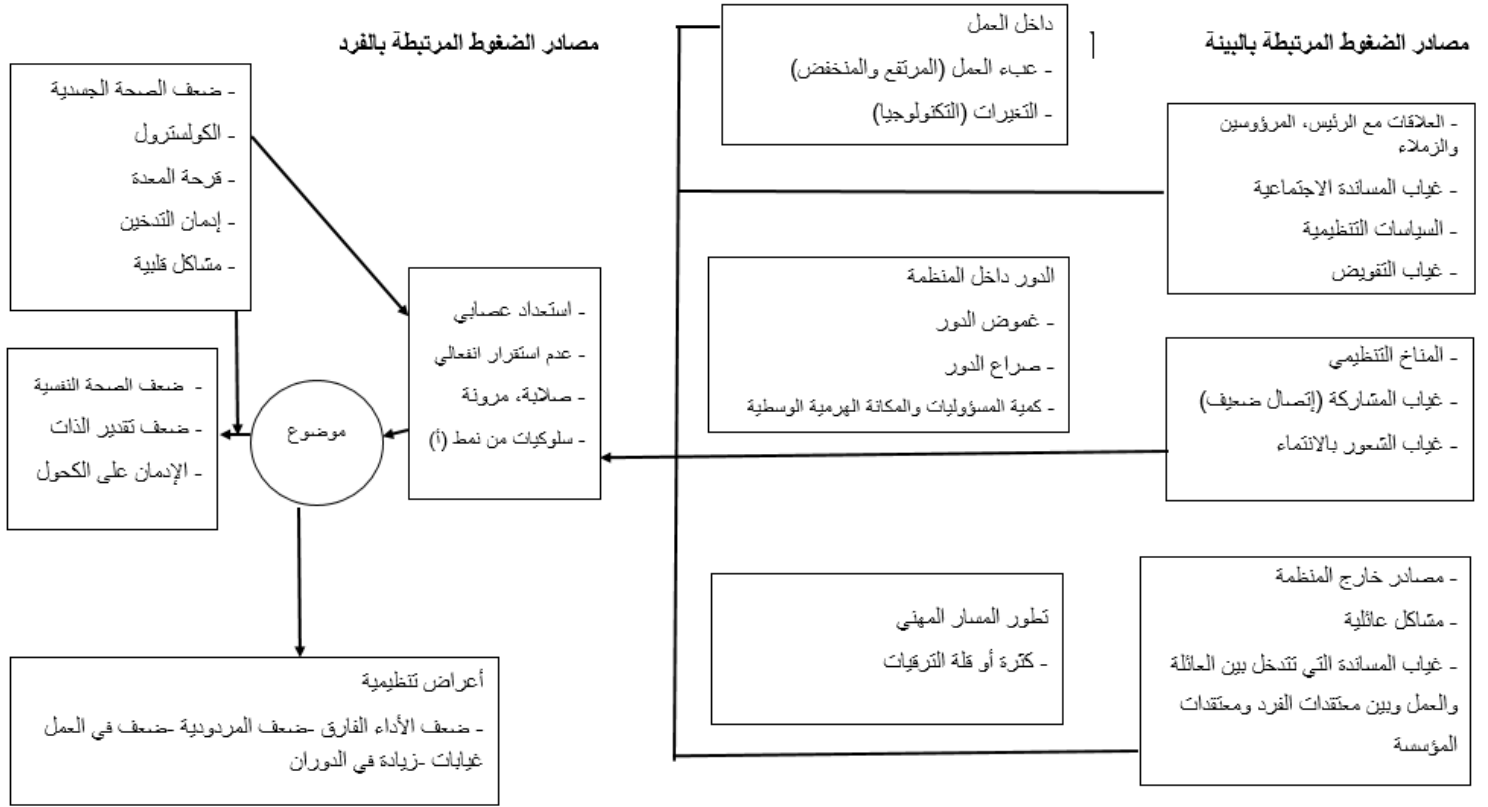 مصادر الضغوط المرتبطة بالبيئة
أ
داخل العمل
- عبء العمل (المرتفع والمنخفض)
- التغيرات (التكنولوجيا)
- العلاقات مع الرئيس، المرؤوسين
والزملاء
- غياب المساندة الاجتماعية
- السياسات التنظيمية
- غياب التفويض
الدور داخل المنظمة
- غموض الدور
- صراع الدور
- كمية المسؤوليات والمكانة الهرمية الوسطية
- المناخ التنظيمي
- غياب المشاركة (إتصال ضعيف)
- غياب الشعور بالانتماء
تطور المسار المهني
- كثرة أو قلة الترقيات
- مصادر خارج المنظمة
- مشاكل عائلية
- غياب المساندة التي تتدخل بين العائلة
والعمل وبين معتقدات الفرد ومعتقدات
المؤسسة
مصادر الضغوط المرتبطة بالفرد
- ضعف الصحة الجسدية
- الكولسترول
- قرحة المعدة
- إدمان التدخين
- مشاكل قلبية
- استعداد عصابي
- عدم استقرار انفعالي
- صلابة، مرونة
- سلوكيات من نمط (أ)
موضوع
- ضعف الصحة النفسية
- ضعف تقدير الذات
- الإدمان على الكحول
أعراض تنظيمية
- ضعف الأداء الفارق -ضعف المردودية -ضعف في العمل
غيابات -زيادة في الدوران